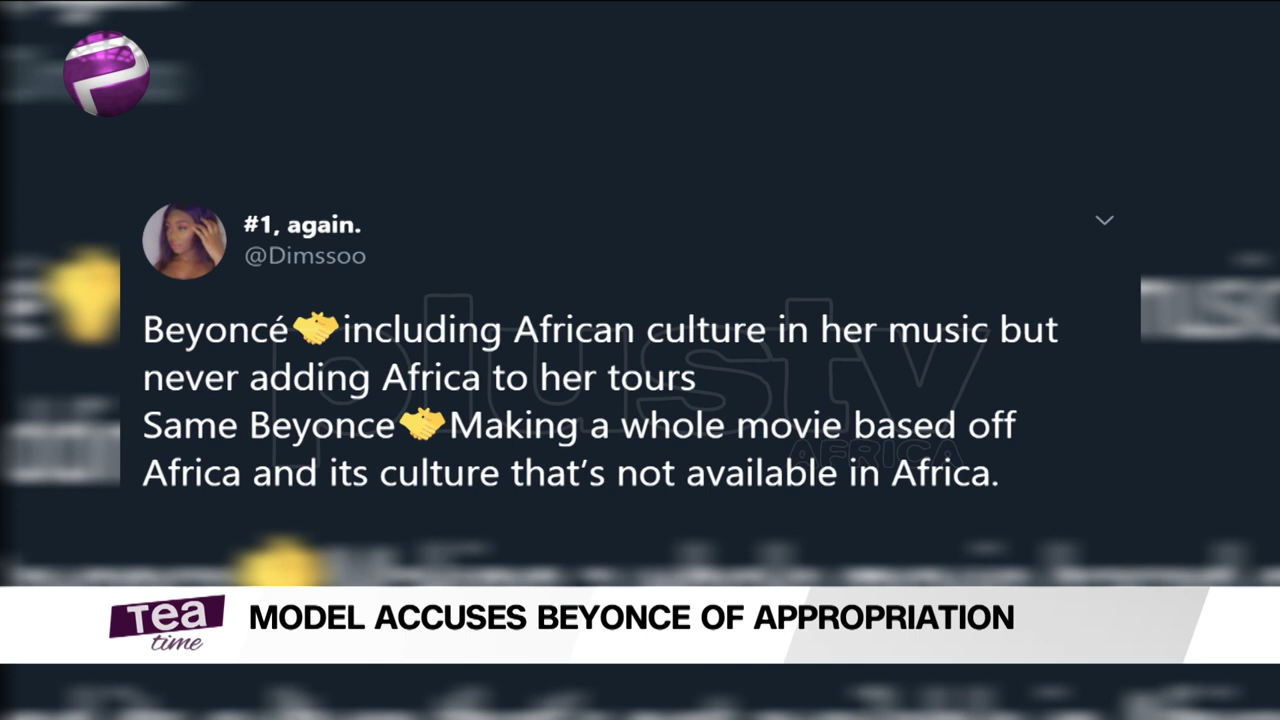 #1, again.
@Dimssoo
Beyoncé🤝including African culture in her music but
never adding Africa to her tours
Same Beyonce🤝Making a whole movie based off
Africa and its culture that’s not available in Africa.
plustv
AFRICA
Tea
time
MODEL ACCUSES BEYONCE OF APPROPRIATION